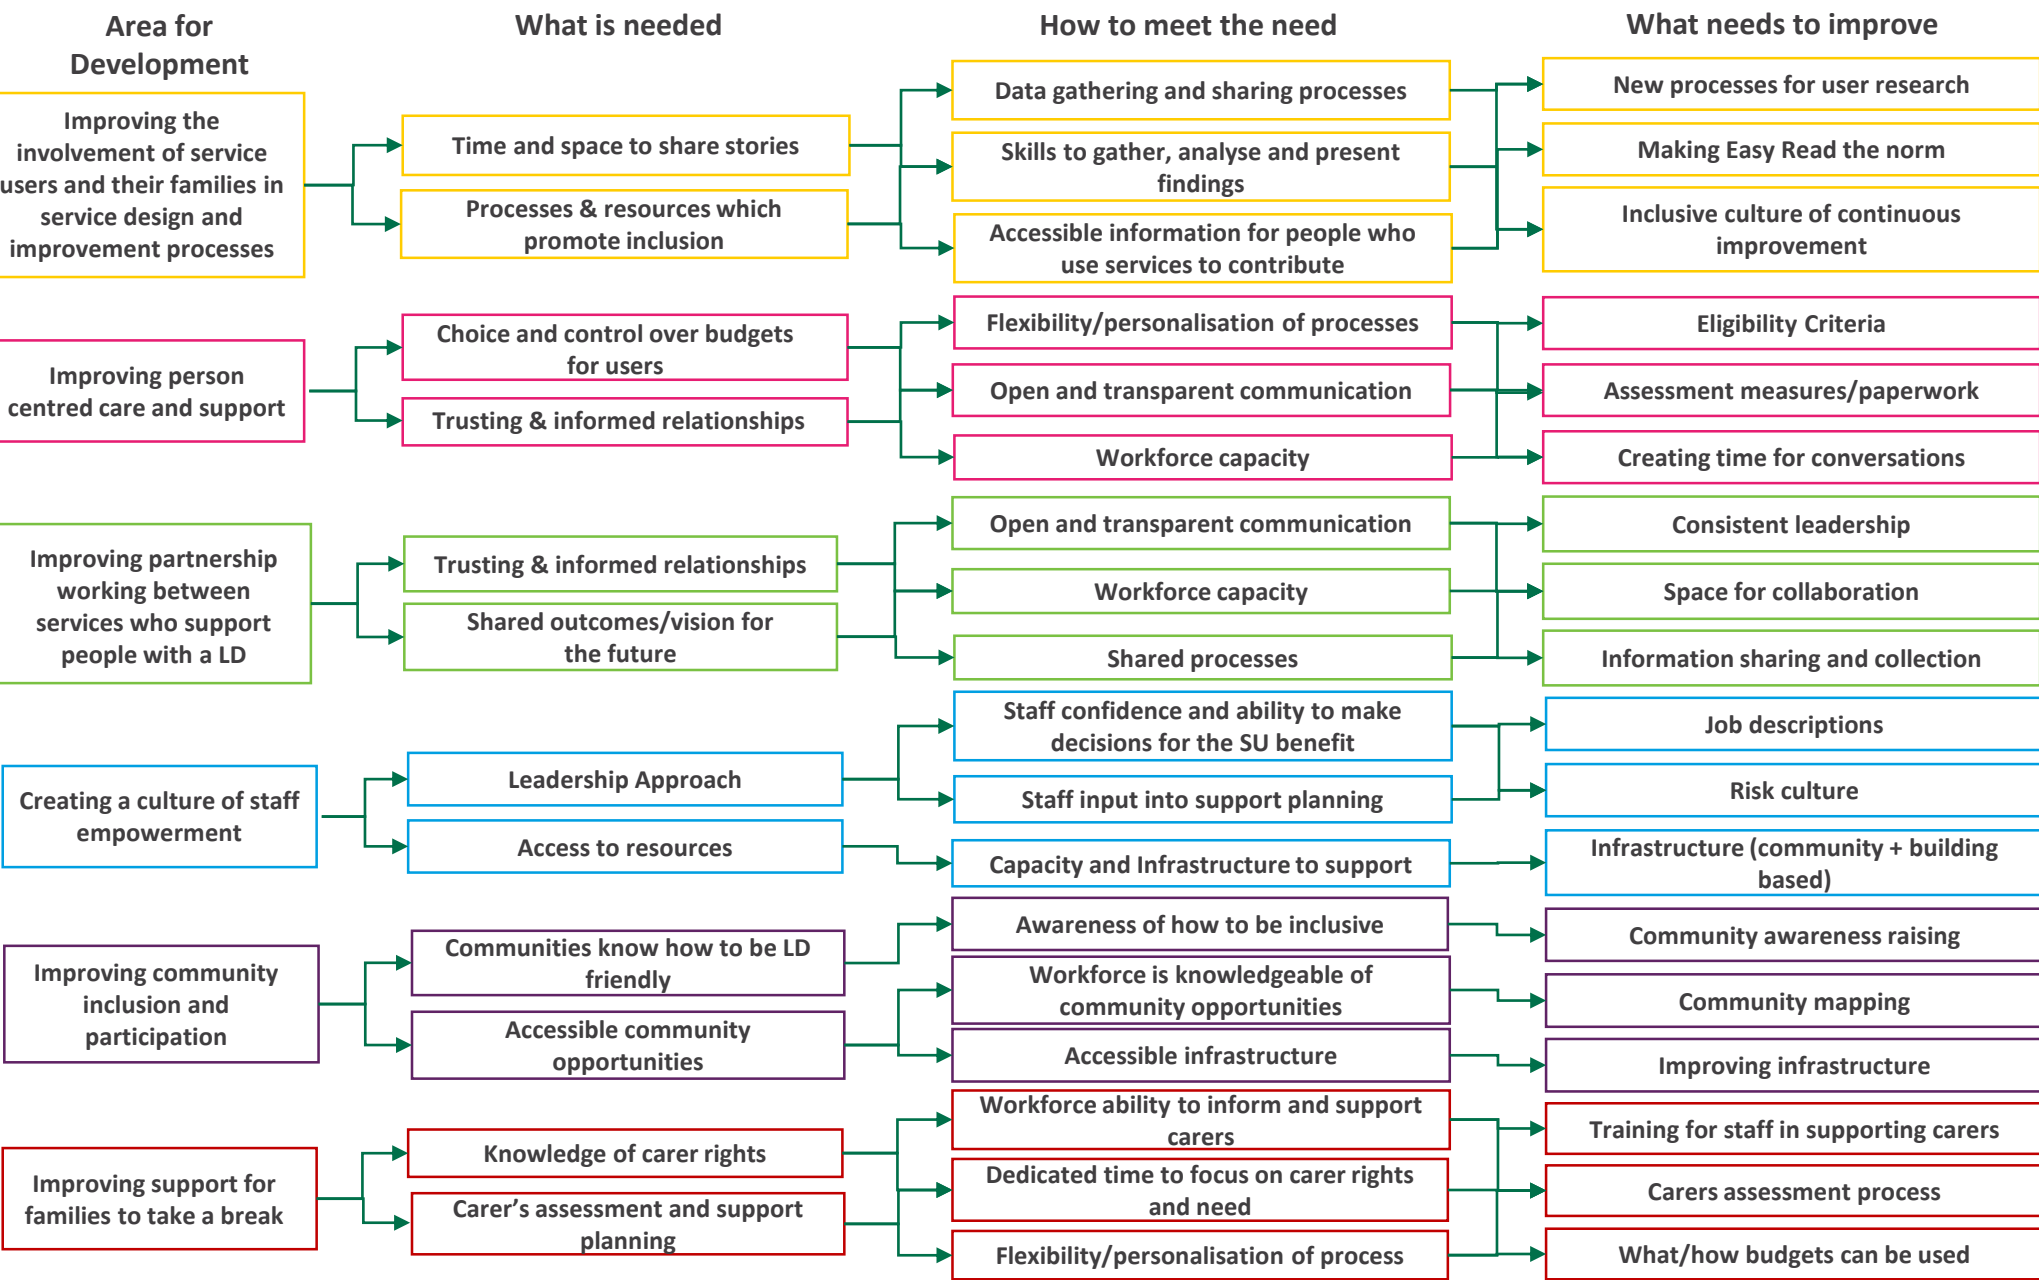 Area for
Development
What is needed
How to meet the need
What needs to improve
Improving the
involvement of service
users and their families in
service design and
improvement processes
Time and space to share stories
Processes & resources which
promote inclusion
Data gathering and sharing processes
Skills to gather, analyse and present
findings
Accessible information for people who
use services to contribute
New processes for user research
Making Easy Read the norm
Inclusive culture of continuous
improvement
Improving person
centred care and support
Choice and control over budgets
for users
Trusting & informed relationships
Flexibility/personalisation of processes
Open and transparent communication
Workforce capacity
Eligibility Criteria
Assessment measures/paperwork
Creating time for conversations
Improving partnership
working between
services who support
people with a LD
Trusting & informed relationships
Shared outcomes/vision for
the future
Open and transparent communication
Workforce capacity
Shared processes
Consistent leadership
Space for collaboration
Information sharing and collection
Creating a culture of staff
empowerment
Leadership Approach
Access to resources
Staff confidence and ability to make
decisions for the SU benefit
Staff input into support planning
Capacity and Infrastructure to support
Job descriptions
Risk culture
Infrastructure (community + building
based)
Improving community
inclusion and
participation
Communities know how to be LD
friendly
Accessible community
opportunities
Awareness of how to be inclusive
Workforce is knowledgeable of
community opportunities
Accessible infrastructure
Community awareness raising
Community mapping
Improving infrastructure
Improving support for
families to take a break
Knowledge of carer rights
Carer's assessment and support
planning
Workforce ability to inform and support
carers
Dedicated time to focus on carer rights
and need
Flexibility/personalisation of process
Training for staff in supporting carers
Carers assessment process
What/how budgets can be used